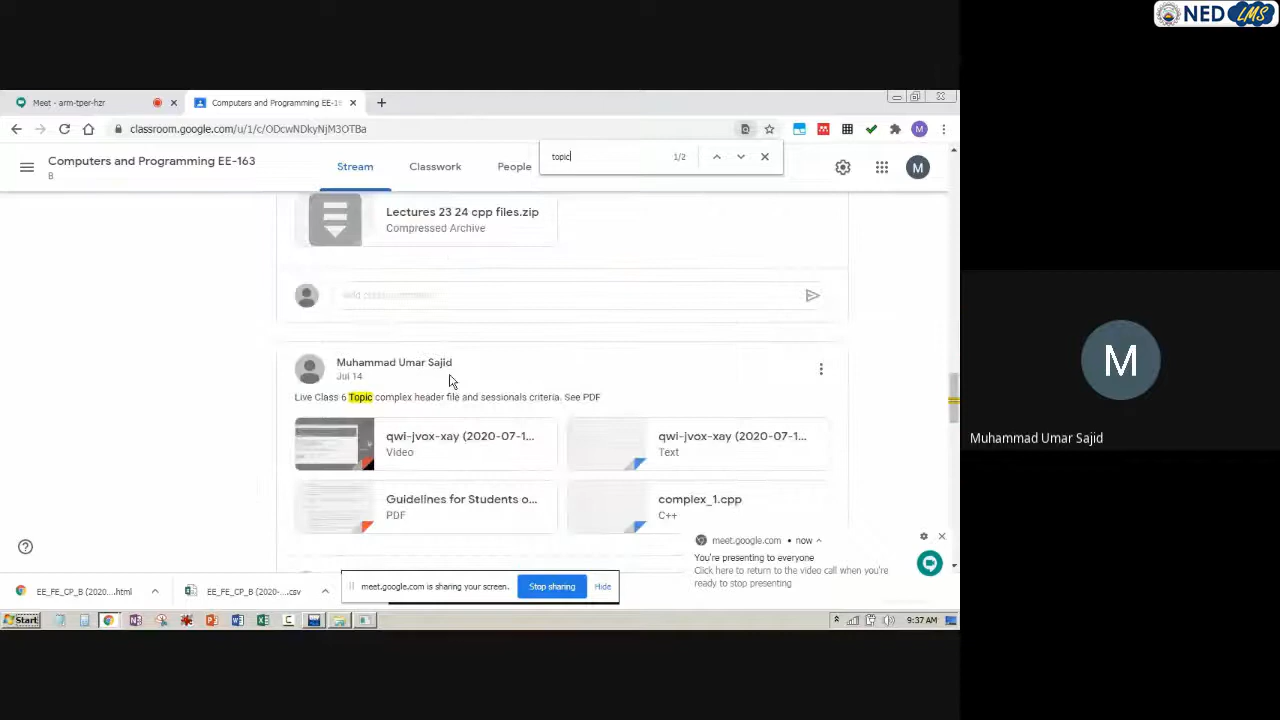 NED LMS
Meet - arm-tper-hzr
Computers and Programming EE-16
classroom.google.com/u/1/c/ODcwNDkyNjM3OTBa
Computers and Programming EE-163
B
Stream
Classwork
People
topic
1/2
M
Lectures 23 24 cpp files.zip
Compressed Archive
Muhammad Umar Sajid
Jul 14
Live Class 6 Topic complex header file and sessionals criteria. See PDF
qwi-jvox-xay (2020-07-1...
Video
qwi-jvox-xay (2020-07-1...
Text
Guidelines for Students o...
PDF
complex_1.cpp
C++
meet.google.com • now
You're presenting to everyone
Click here to return to the video call when you're
ready to stop presenting
EE_FE_CP_B (2020....html
EE_FE_CP_B (2020-....csv
meet.google.com is sharing your screen.
Stop sharing
Hide
Start
9:37 AM
M
Muhammad Umar Sajid